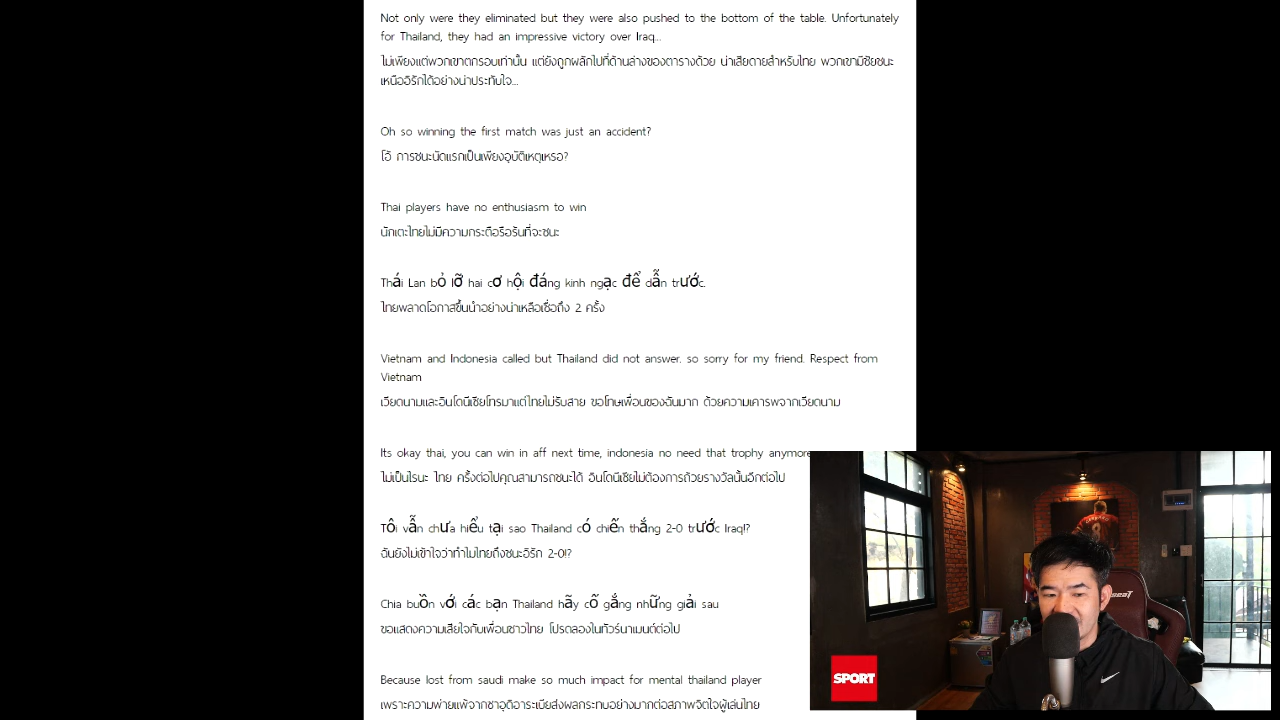 Not only were they eliminated but they were also pushed to the bottom of the table. Unfortunately
for Thailand, they had an impressive victory over Iraq...
ไม่เพียงแต่พวกเขาตกรอบเท่านั้น แต่ยังถูกผลักไปที่ด้านล่างของตารางด้วย น่าเสียดายสำหรับไทย พวกเขามีชัยชนะ
เหนืออิรักได้อย่างน่าประทับใจ...
Oh so winning the first match was just an accident?
โอ้ การชนะนัดแรกเป็นเพียงอุบัติเหตุเหรอ?
Thai players have no enthusiasm to win
นักเตะไทยไม่มีความกระตือรือร้นที่จะชนะ
Thái Lan bỏ lỡ hai cơ hội đáng kinh ngạc để dẫn trước.
ไทยพลาดโอกาสขึ้นนำอย่างน่าเหลือเชื่อถึง 2 ครั้ง
Vietnam and Indonesia called but Thailand did not answer. so sorry for my friend. Respect from
Vietnam
เวียดนามและอินโดนีเซียโทรมาแต่ไทยไม่รับสาย ขอโทษเพื่อนของฉันมาก ด้วยความเคารพจากเวียดนาม
Its okay thai, you can win in aff next time, indonesia no need that trophy anymore
ไม่เป็นไรนะ ไทย ครั้งต่อไปคุณสามารถชนะได้ อินโดนีเซียไม่ต้องการถ้วยรางวัลนั้นอีกต่อไป
Tôi vẫn chưa hiểu tại sao Thailand có chến thắng 2-0 trước Iraq!?
ฉันยังไม่เข้าใจว่าทำไมไทยถึงชนะอิรัก 2-0!?
Chia buồn với các bạn Thailand hãy cố gắng những giải sau
ขอแสดงความเสียใจกับเพื่อนชาวไทย โปรดลองในทัวร์นาเมนต์ต่อไป
Because lost from saudi make so much impact for mental thailand player
เพราะความพ่ายแพ้จากซาอุดิอาระเบียส่งผลกระทบอย่างมากต่อสภาพจิตใจผู้เล่นไทย
SPORT